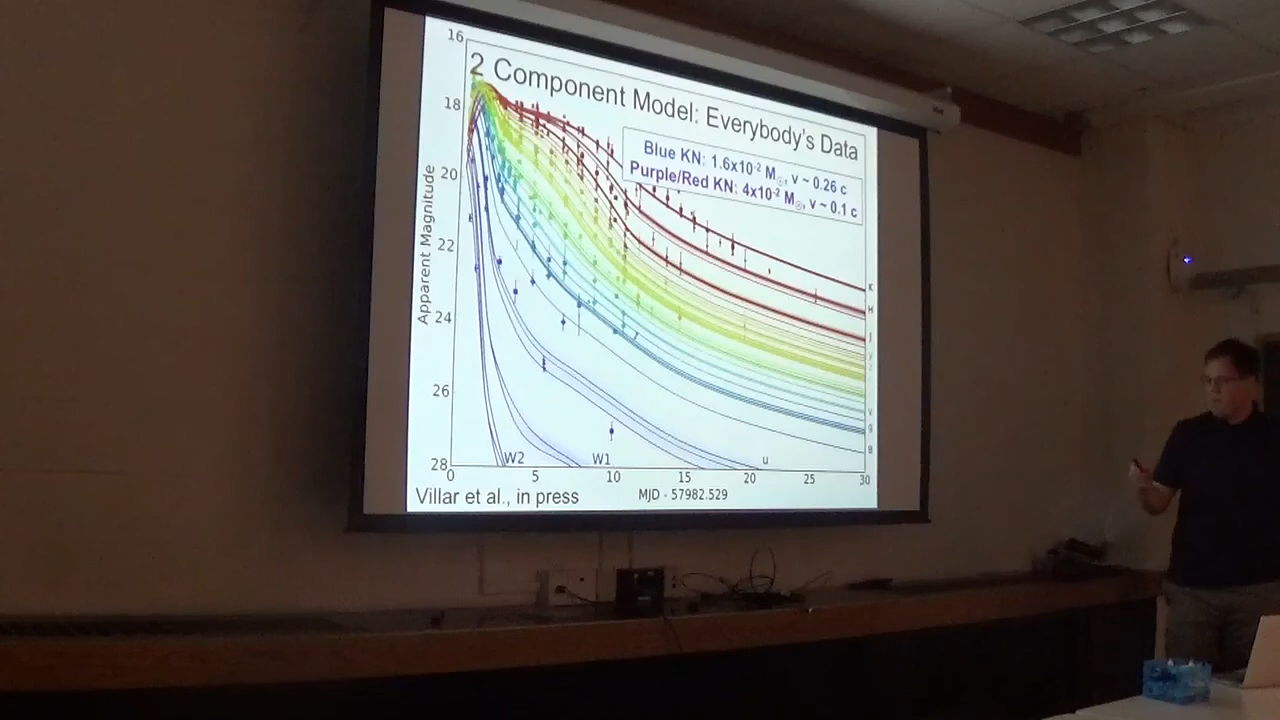 2 Component Model: Everybody's Data
Blue KN: 1.6x10⁻² M☉, v ~ 0.26 c
Purple/Red KN: 4x10⁻² M☉, v ~ 0.1 c
Apparent Magnitude
16
18
20
22
24
26
28
K
H
J
y
z
V
g
B
W2
W1
u
0
5
10
15
20
25
30
MJD - 57982.529
Villar et al., in press